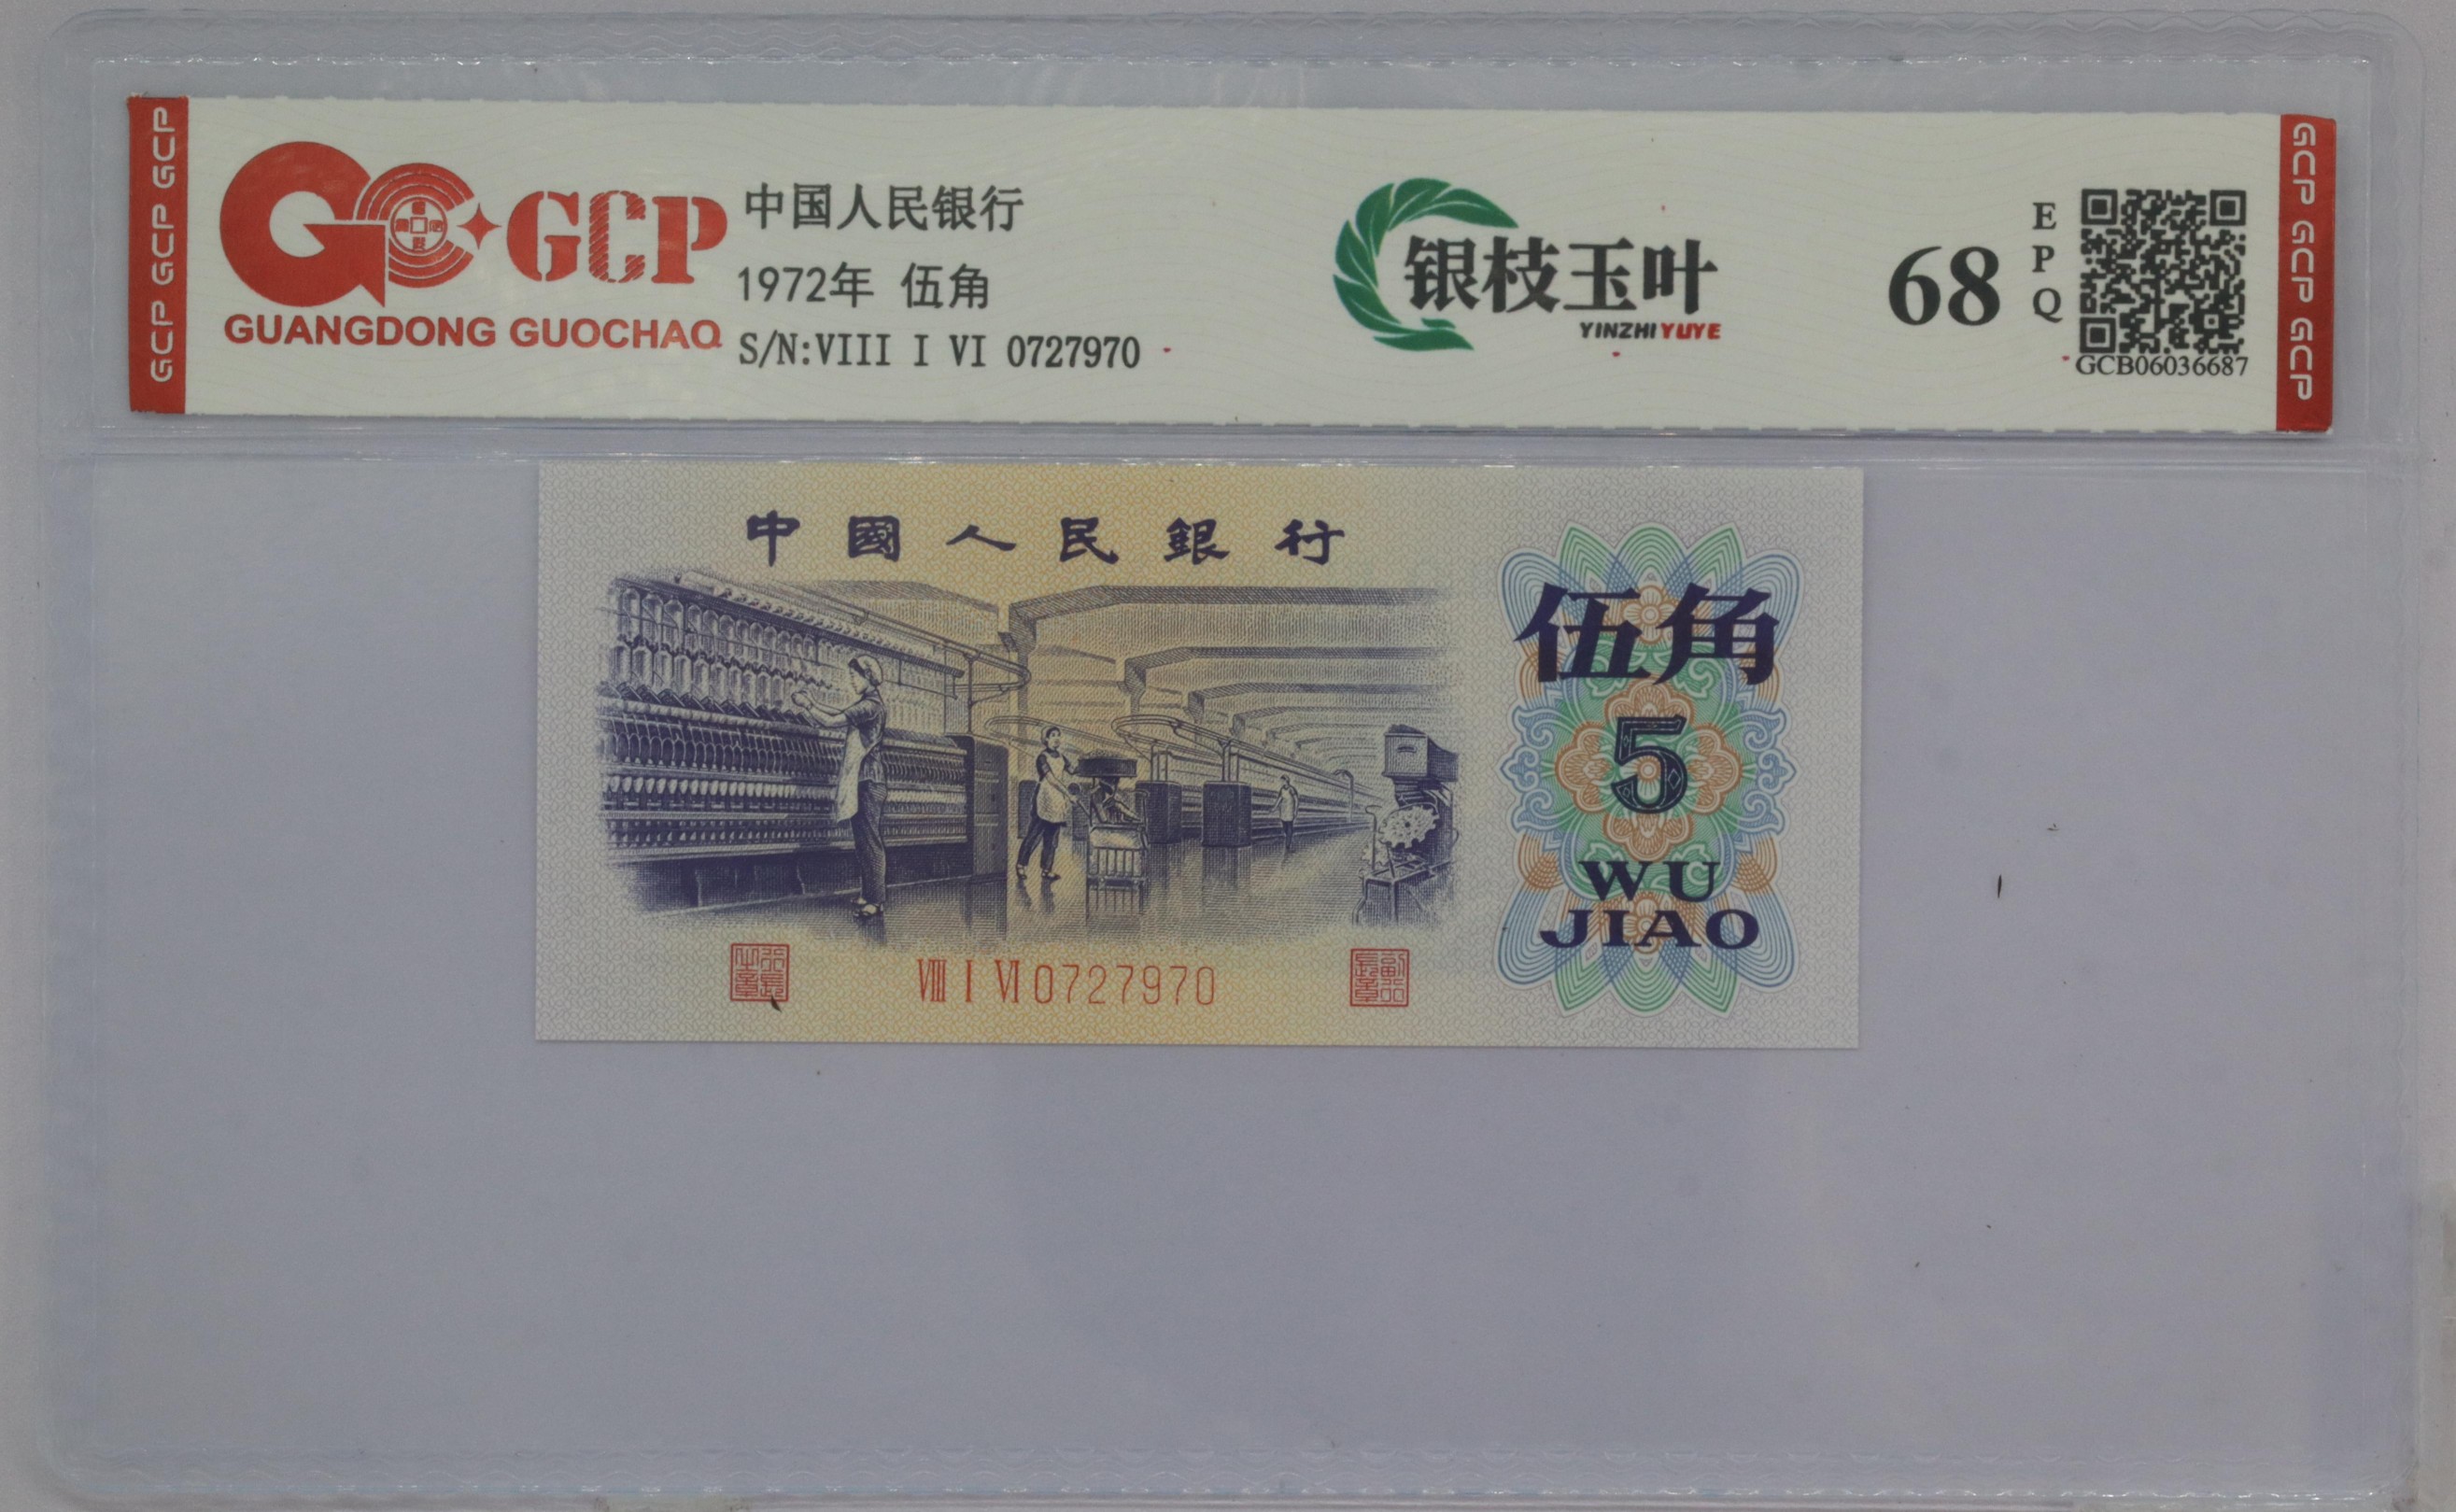 GCP GCP GCP
GCP
GUANGDONG GUOCHAO
中国人民银行
1972年 伍角
S/N:VIII I VI 0727970
银枝玉叶
YINZHI YUYE
68
EPQ
GCB06036687
GCP GCP GCP
中國人民銀行
伍角
5
WU
JIAO
VIII I VI 0727970